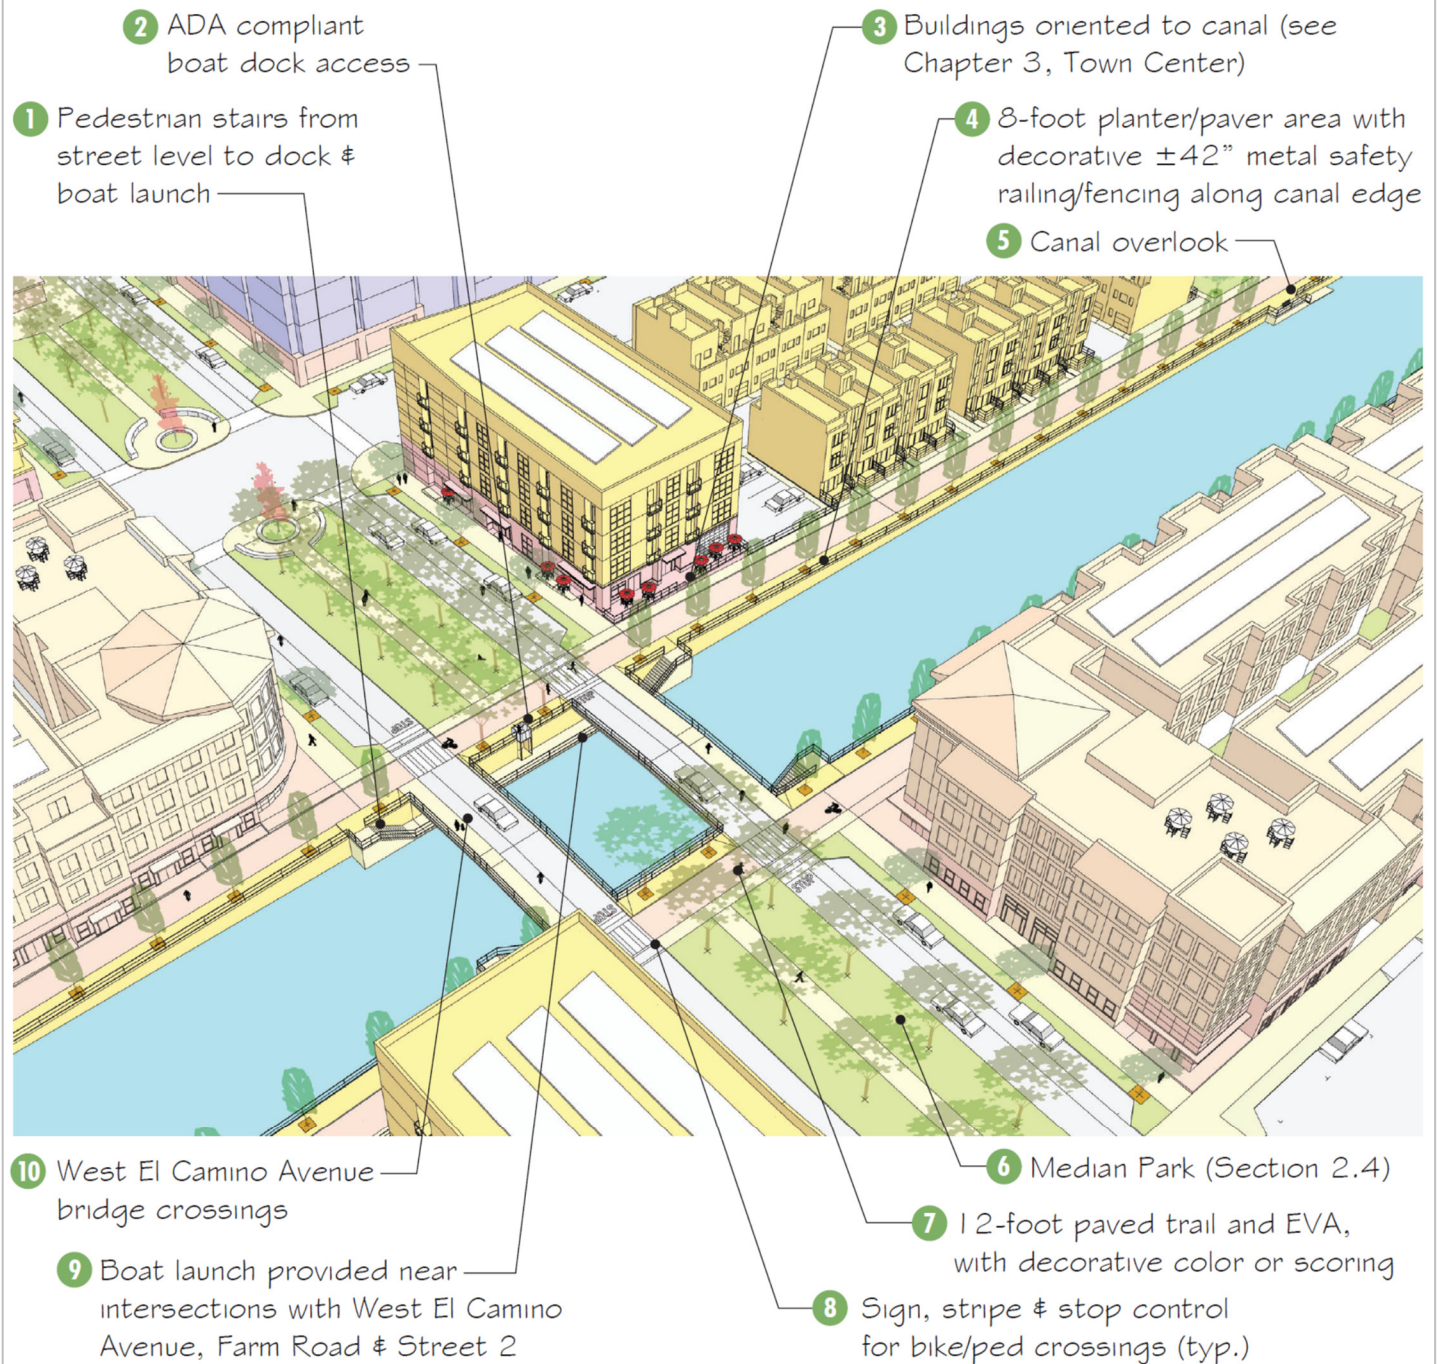 2 ADA compliant
boat dock access
3 Buildings oriented to canal (see
Chapter 3, Town Center)
1 Pedestrian stairs from
street level to dock &
boat launch
4 8-foot planter/paver area with
decorative ±42” metal safety
railing/fencing along canal edge
5 Canal overlook
STOP
STOP
STOP
STOP
6 Median Park (Section 2.4)
10 West El Camino Avenue
bridge crossings
7 12-foot paved trail and EVA,
with decorative color or scoring
9 Boat launch provided near
intersections with West El Camino
Avenue, Farm Road & Street 2
8 Sign, stripe & stop control
for bike/ped crossings (typ.)